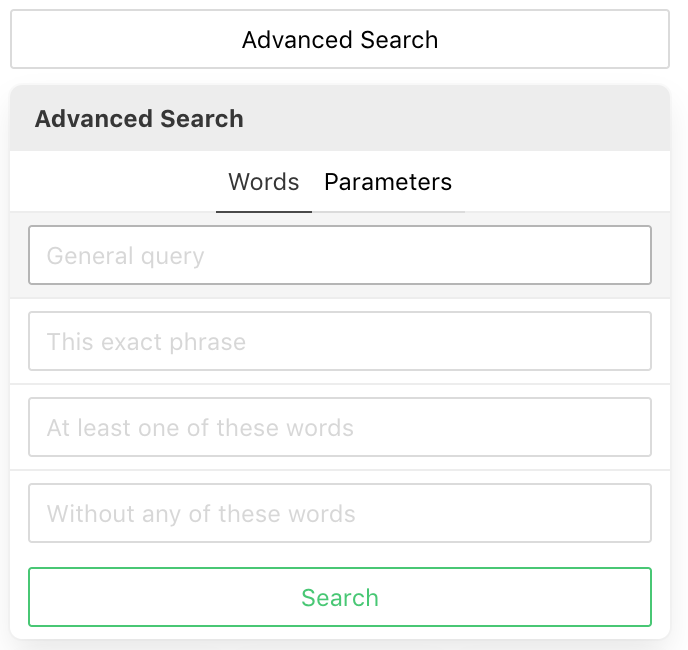 Advanced Search
Advanced Search
Words Parameters
General query
This exact phrase
At least one of these words
Without any of these words
Search